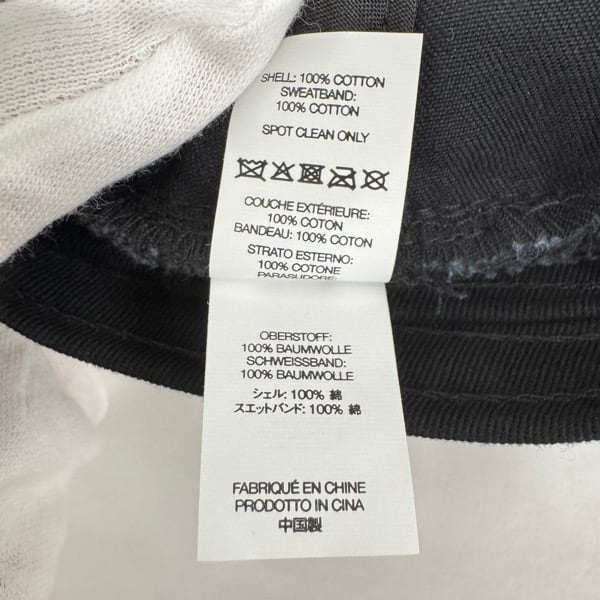 SHELL: 100% COTTON
SWEATBAND:
100% COTTON
SPOT CLEAN ONLY
COUCHE EXTÉRIEURE:
100% COTON
BANDEAU: 100% COTON
STRATO ESTERNO:
100% COTONE
PARASUDORE:
OBERSTOFF:
100% BAUMWOLLE
SCHWEISSBAND:
100% BAUMWOLLE
シェル: 100% 綿
スエットバンド: 100% 綿
FABRIQUÉ EN CHINE
PRODOTTO IN CINA
中国製